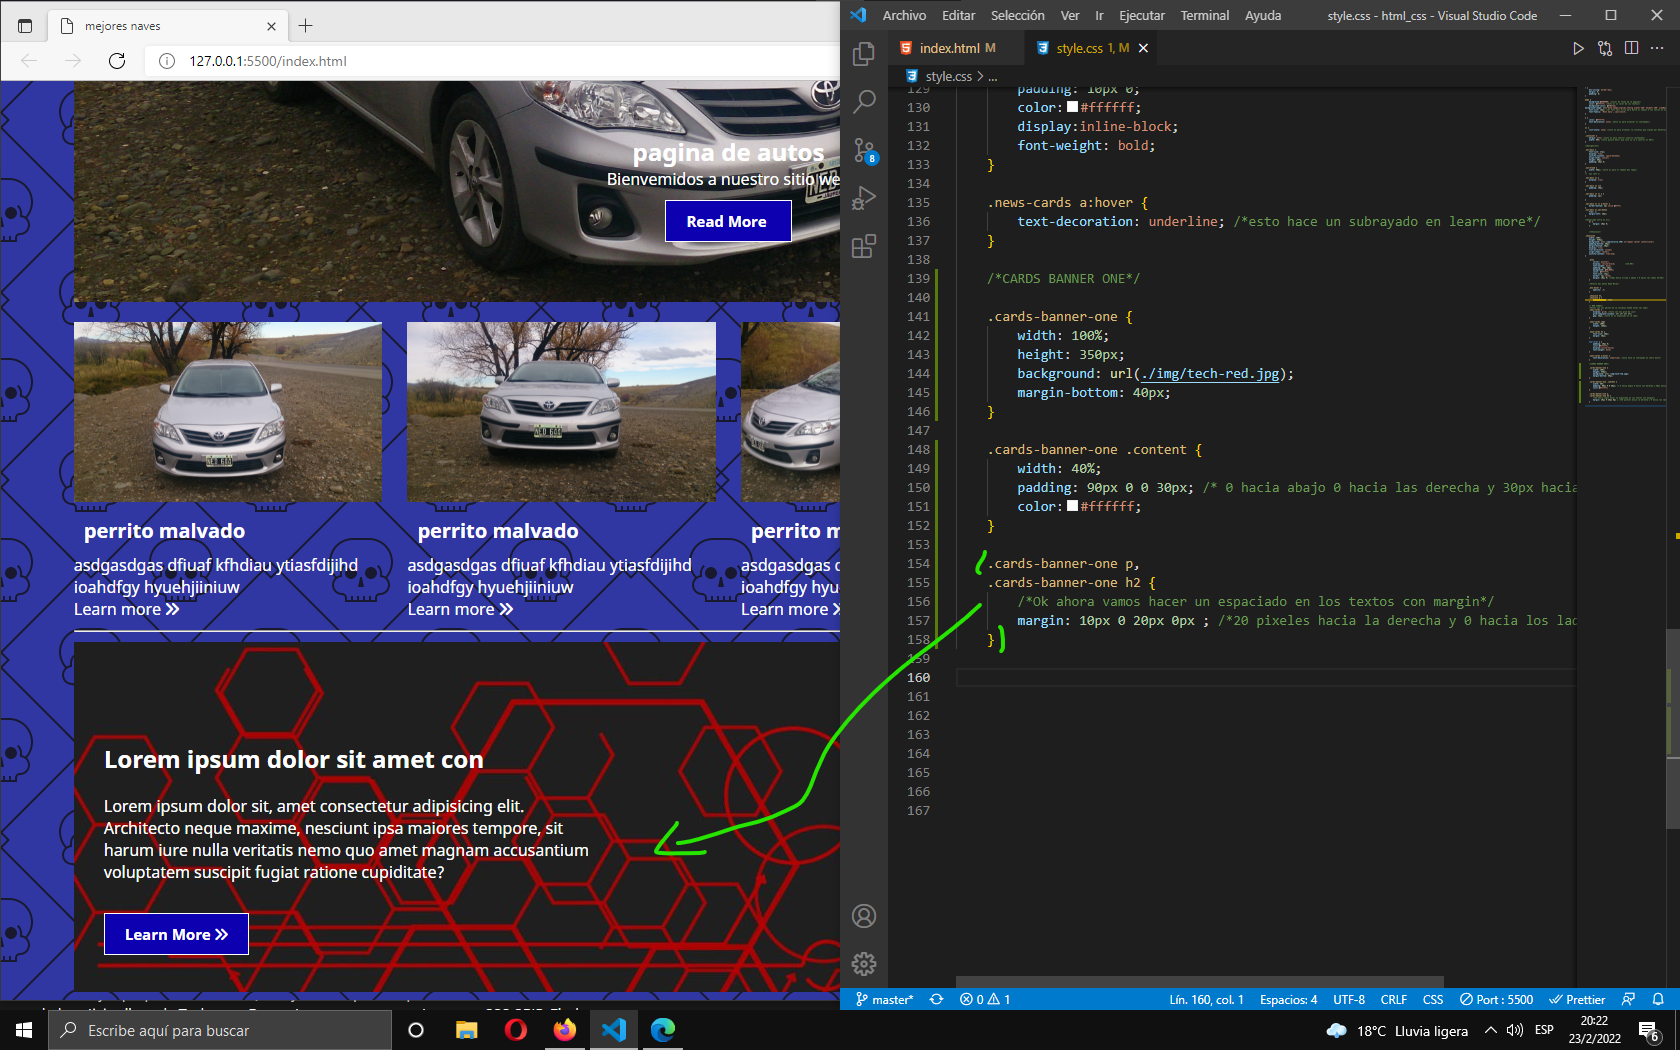 mejores naves
127.0.0.1:5500/index.html
pagina de autos
Bienvemidos a nuestro sitio we
Read More
perrito malvado
perrito malvado
perrito m
asdgasdgas dfiuaf kfhdiau ytiasfdijihd
ioahdfgy hyuehjiiniuw
Learn more
asdgasdgas dfiuaf kfhdiau ytiasfdijihd
ioahdfgy hyuehjiiniuw
Learn more
asdgasdgas d
ioahdfgy hyu
Learn more
Lorem ipsum dolor sit amet con
Lorem ipsum dolor sit, amet consectetur adipisicing elit.
Architecto neque maxime, nesciunt ipsa maiores tempore, sit
harum iure nulla veritatis nemo quo amet magnam accusantium
voluptatem suscipit fugiat ratione cupiditate?
Learn More
Archivo Editar Selección Ver Ir Ejecutar Terminal Ayuda style.css - html_css - Visual Studio Code
index.html M style.css 1, M
style.css > ...
129 padding: 10px 0;
130 color: #ffffff;
131 display:inline-block;
132 font-weight: bold;
133 }
134
135 .news-cards a:hover {
136 text-decoration: underline; /*esto hace un subrayado en learn more*/
137 }
138
139 /*CARDS BANNER ONE*/
140
141 .cards-banner-one {
142 width: 100%;
143 height: 350px;
144 background: url(./img/tech-red.jpg);
145 margin-bottom: 40px;
146 }
147
148 .cards-banner-one .content {
149 width: 40%;
150 padding: 90px 0 0 30px; /* 0 hacia abajo 0 hacia las derecha y 30px hacia
151 color: #ffffff;
152 }
153
154 .cards-banner-one p,
155 .cards-banner-one h2 {
156 /*Ok ahora vamos hacer un espaciado en los textos con margin*/
157 margin: 10px 0 20px 0px ; /*20 pixeles hacia la derecha y 0 hacia los lad
158 }
159
160
161
162
163
164
165
166
167
8
master* 0 1 Lín. 160, col. 1 Espacios: 4 UTF-8 CRLF CSS Port : 5500 Prettier
Escribe aquí para buscar
18°C Lluvia ligera ESP
20:22
23/2/2022
6